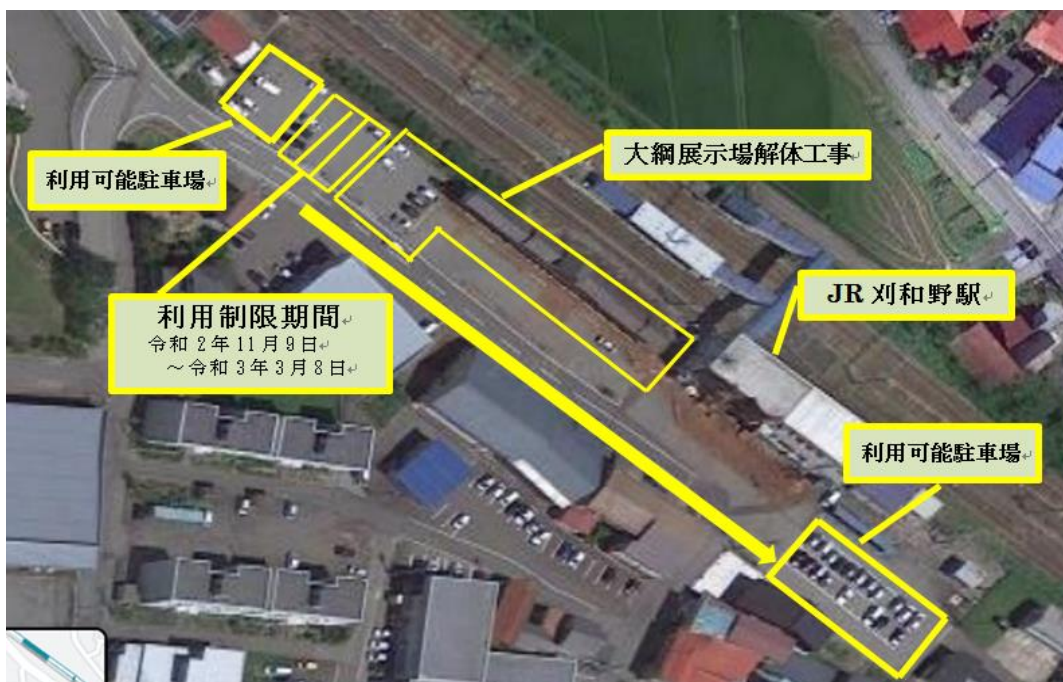 大綱展示場解体工事
利用可能駐車場
JR 刈和野駅
利用制限期間
令和2年11月9日
～令和3年3月8日
利用可能駐車場